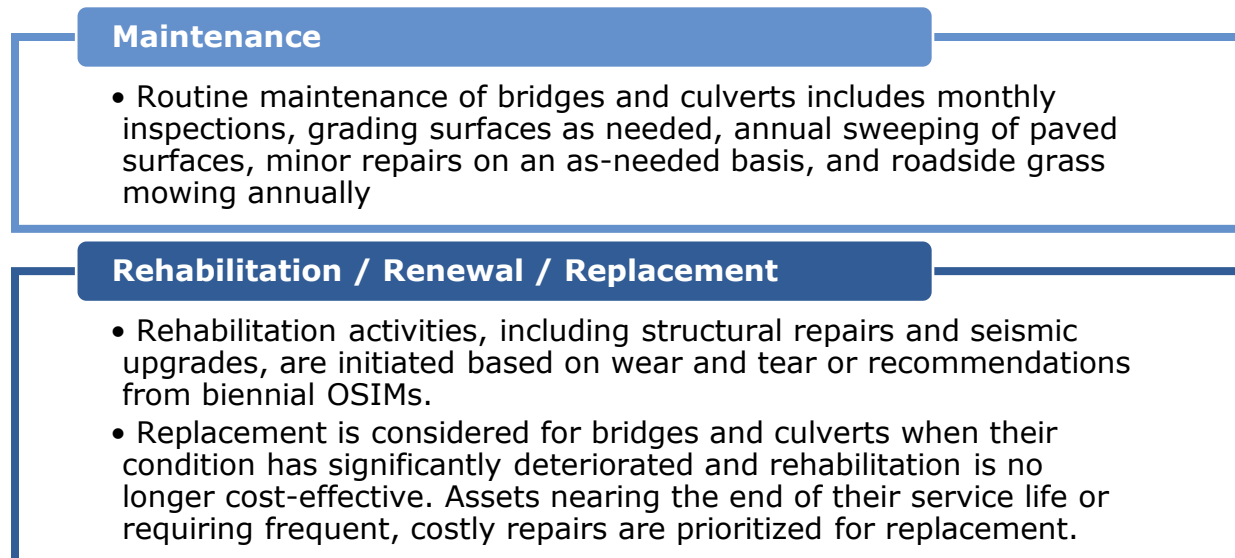 Maintenance
• Routine maintenance of bridges and culverts includes monthly
inspections, grading surfaces as needed, annual sweeping of paved
surfaces, minor repairs on an as-needed basis, and roadside grass
mowing annually
Rehabilitation / Renewal / Replacement
• Rehabilitation activities, including structural repairs and seismic
upgrades, are initiated based on wear and tear or recommendations
from biennial OSIMs.
• Replacement is considered for bridges and culverts when their
condition has significantly deteriorated and rehabilitation is no
longer cost-effective. Assets nearing the end of their service life or
requiring frequent, costly repairs are prioritized for replacement.